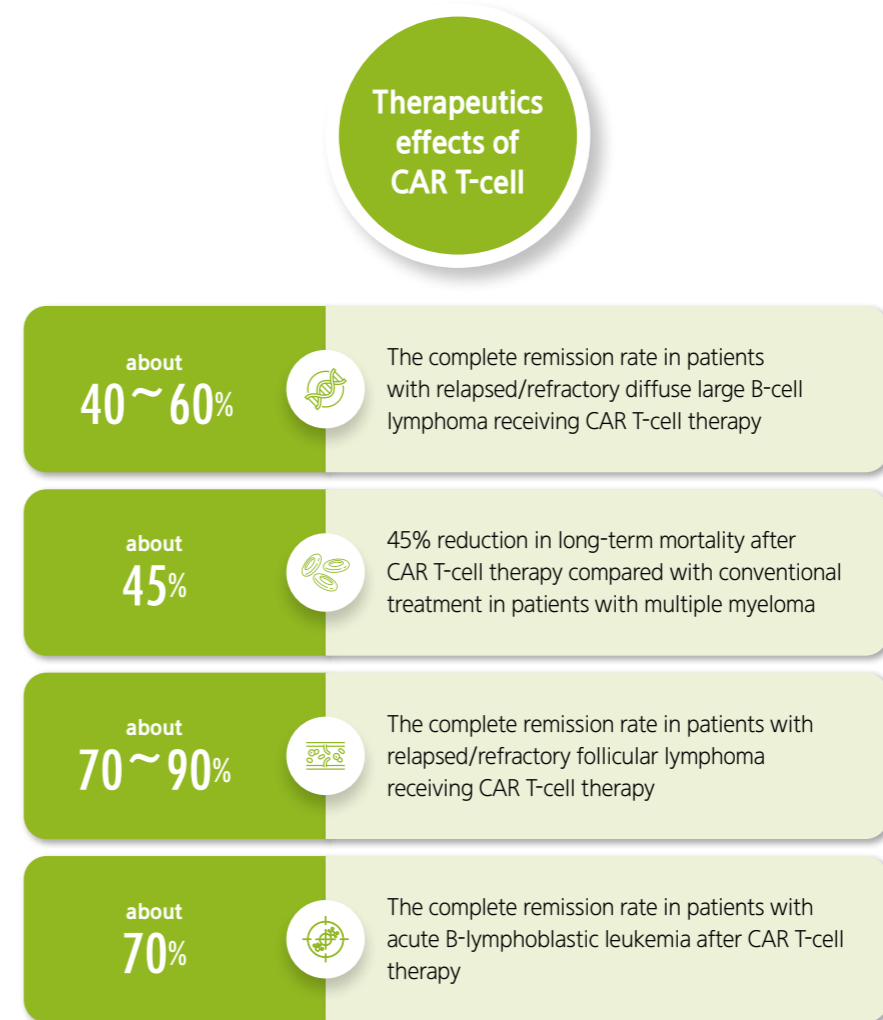 Therapeutics
effects of
CAR T-cell
about
40~60%
The complete remission rate in patients
with relapsed/refractory diffuse large B-cell
lymphoma receiving CAR T-cell therapy
about
45%
45% reduction in long-term mortality after
CAR T-cell therapy compared with conventional
treatment in patients with multiple myeloma
about
70~90%
The complete remission rate in patients with
relapsed/refractory follicular lymphoma
receiving CAR T-cell therapy
about
70%
The complete remission rate in patients with
acute B-lymphoblastic leukemia after CAR T-cell
therapy